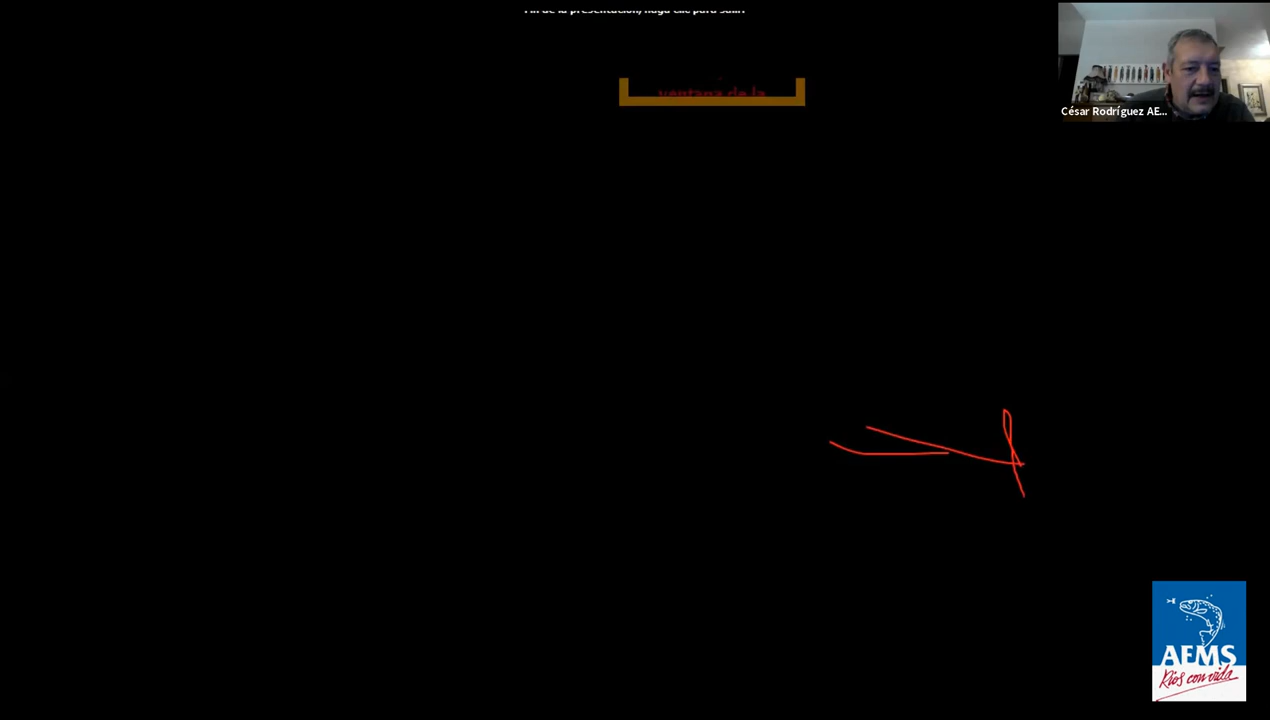 Fin de la presentación, haga clic para salir.
César Rodríguez AE...
ventana de la
AEMS
Ríos con vida